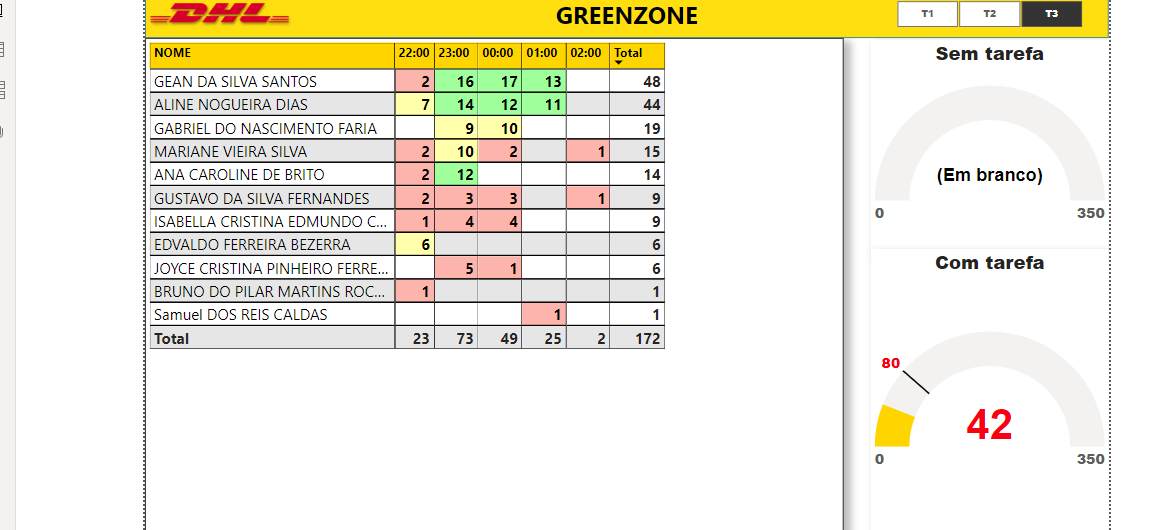 DHL GREENZONE T1 T2 T3
NOME 22:00 23:00 00:00 01:00 02:00 Total
GEAN DA SILVA SANTOS 2 16 17 13 48
ALINE NOGUEIRA DIAS 7 14 12 11 44
GABRIEL DO NASCIMENTO FARIA 9 10 19
MARIANE VIEIRA SILVA 2 10 2 1 15
ANA CAROLINE DE BRITO 2 12 14
GUSTAVO DA SILVA FERNANDES 2 3 3 1 9
ISABELLA CRISTINA EDMUNDO C... 1 4 4 9
EDVALDO FERREIRA BEZERRA 6 6
JOYCE CRISTINA PINHEIRO FERRE... 5 1 6
BRUNO DO PILAR MARTINS ROC... 1 1
Samuel DOS REIS CALDAS 1 1
Total 23 73 49 25 2 172
Sem tarefa
(Em branco)
0 350
Com tarefa
80
42
0 350